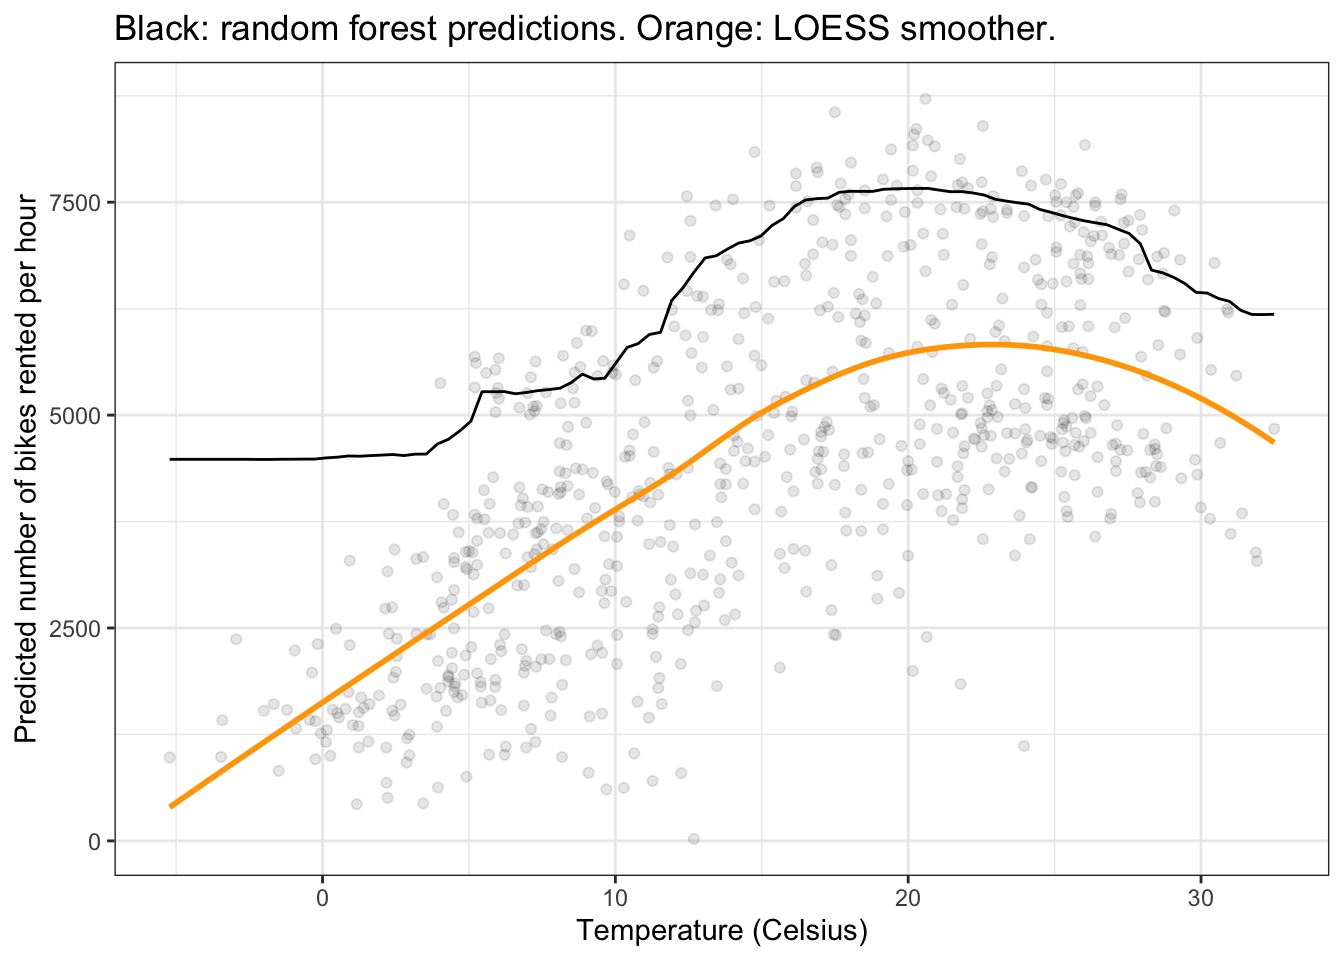 Black: random forest predictions. Orange: LOESS smoother.
Predicted number of bikes rented per hour
7500
5000
2500
0
0 10 20 30
Temperature (Celsius)